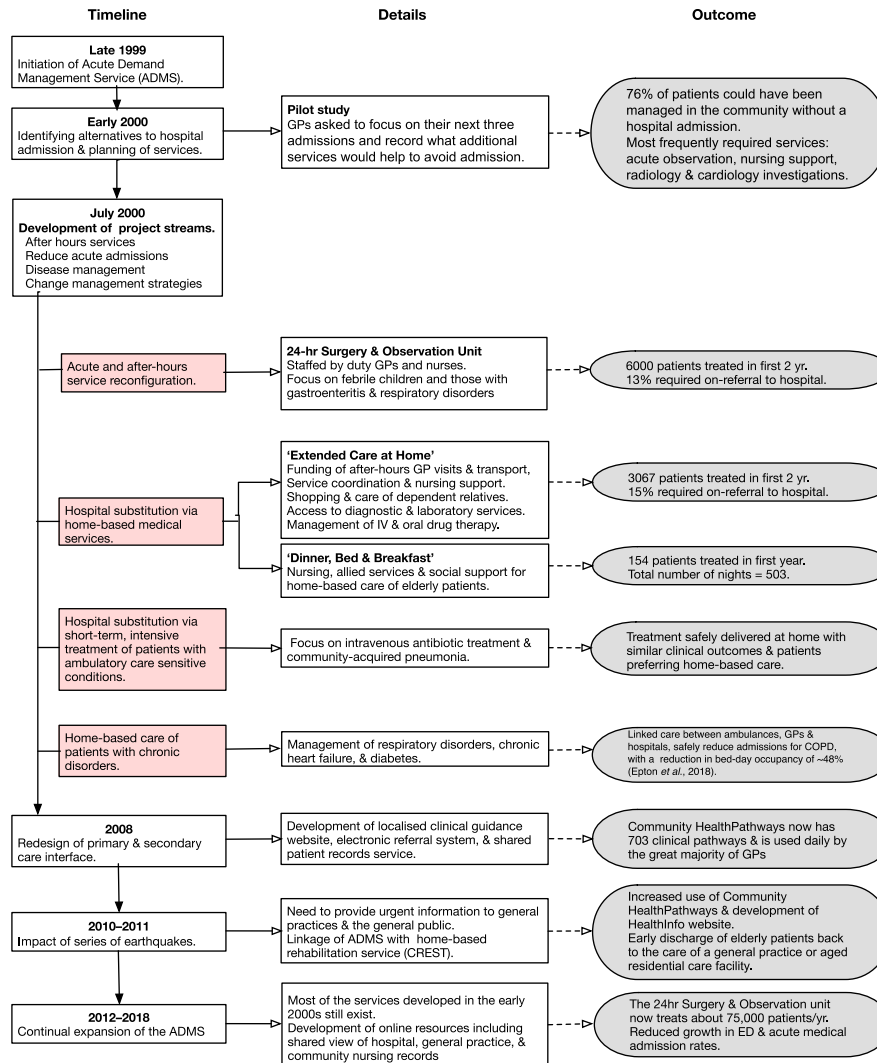 Timeline
Details
Outcome
Late 1999
Initiation of Acute Demand
Management Service (ADMS).
Early 2000
Identifying alternatives to hospital
admission & planning of services.
Pilot study
GPs asked to focus on their next three
admissions and record what additional
services would help to avoid admission.
76% of patients could have been
managed in the community without a
hospital admission.
Most frequently required services:
acute observation, nursing support,
radiology & cardiology investigations.
July 2000
Development of project streams.
After hours services
Reduce acute admissions
Disease management
Change management strategies
Acute and after-hours
service reconfiguration.
24-hr Surgery & Observation Unit
Staffed by duty GPs and nurses.
Focus on febrile children and those with
gastroenteritis & respiratory disorders
6000 patients treated in first 2 yr.
13% required on-referral to hospital.
Hospital substitution via
home-based medical
services.
‘Extended Care at Home’
Funding of after-hours GP visits & transport,
Service coordination & nursing support.
Shopping & care of dependent relatives.
Access to diagnostic & laboratory services.
Management of IV & oral drug therapy.
3067 patients treated in first 2 yr.
15% required on-referral to hospital.
‘Dinner, Bed & Breakfast’
Nursing, allied services & social support for
home-based care of elderly patients.
154 patients treated in first year.
Total number of nights = 503.
Hospital substitution via
short-term, intensive
treatment of patients with
ambulatory care sensitive
conditions.
Focus on intravenous antibiotic treatment &
community-acquired pneumonia.
Treatment safely delivered at home with
similar clinical outcomes & patients
preferring home-based care.
Home-based care of
patients with chronic
disorders.
Management of respiratory disorders, chronic
heart failure, & diabetes.
Linked care between ambulances, GPs &
hospitals, safely reduce admissions for COPD,
with a reduction in bed-day occupancy of ~48%
(Epton et al., 2018).
2008
Redesign of primary & secondary
care interface.
Development of localised clinical guidance
website, electronic referral system, & shared
patient records service.
Community HealthPathways now has
703 clinical pathways & is used daily by
the great majority of GPs
2010–2011
Impact of series of earthquakes.
Need to provide urgent information to general
practices & the general public.
Linkage of ADMS with home-based
rehabilitation service (CREST).
Increased use of Community
HealthPathways & development of
HealthInfo website.
Early discharge of elderly patients back
to the care of a general practice or aged
residential care facility.
2012–2018
Continual expansion of the ADMS
Most of the services developed in the early
2000s still exist.
Development of online resources including
shared view of hospital, general practice, &
community nursing records
The 24hr Surgery & Observation unit
now treats about 75,000 patients/yr.
Reduced growth in ED & acute medical
admission rates.